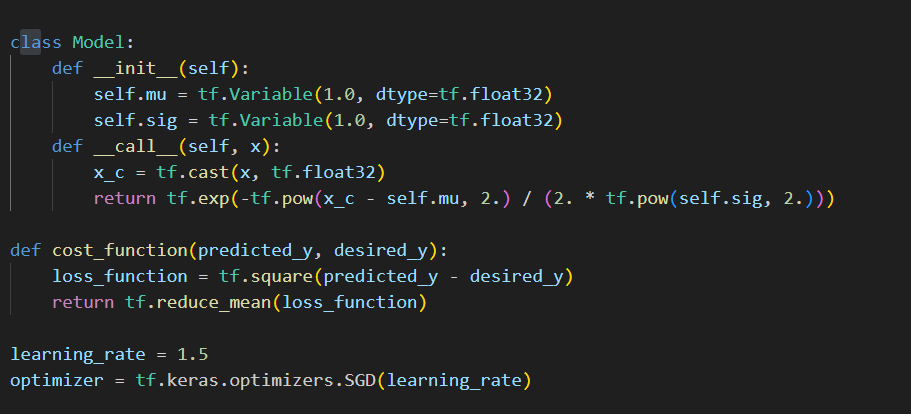 class Model:
    def __init__(self):
        self.mu = tf.Variable(1.0, dtype=tf.float32)
        self.sig = tf.Variable(1.0, dtype=tf.float32)
    def __call__(self, x):
        x_c = tf.cast(x, tf.float32)
        return tf.exp(-tf.pow(x_c - self.mu, 2.) / (2. * tf.pow(self.sig, 2.)))
def cost_function(predicted_y, desired_y):
    loss_function = tf.square(predicted_y - desired_y)
    return tf.reduce_mean(loss_function)
learning_rate = 1.5
optimizer = tf.keras.optimizers.SGD(learning_rate)